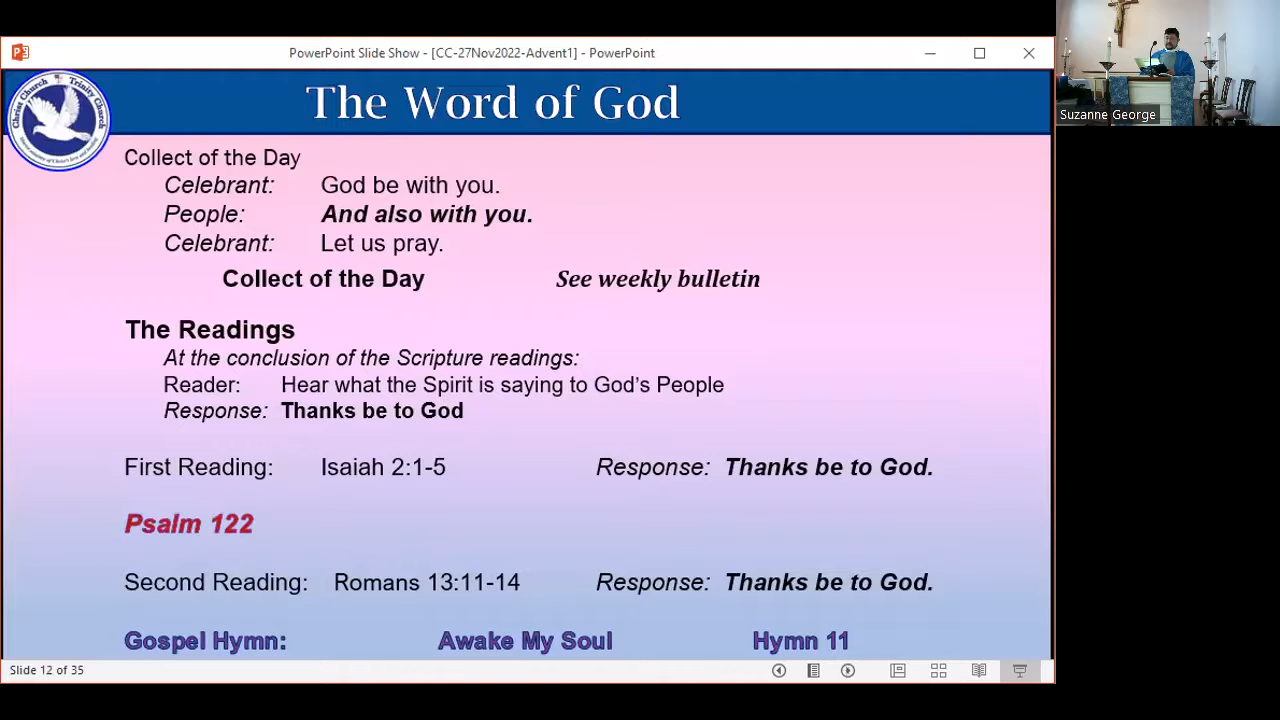 PowerPoint Slide Show - [CC-27Nov2022-Advent1] - PowerPoint
Suzanne George
Christ Church Trinity Church
The Word of God
Collect of the Day
Celebrant: God be with you.
People: And also with you.
Celebrant: Let us pray.
Collect of the Day See weekly bulletin
The Readings
At the conclusion of the Scripture readings:
Reader: Hear what the Spirit is saying to God's People
Response: Thanks be to God
First Reading: Isaiah 2:1-5 Response: Thanks be to God.
Psalm 122
Second Reading: Romans 13:11-14 Response: Thanks be to God.
Gospel Hymn: Awake My Soul Hymn 11
Slide 12 of 35